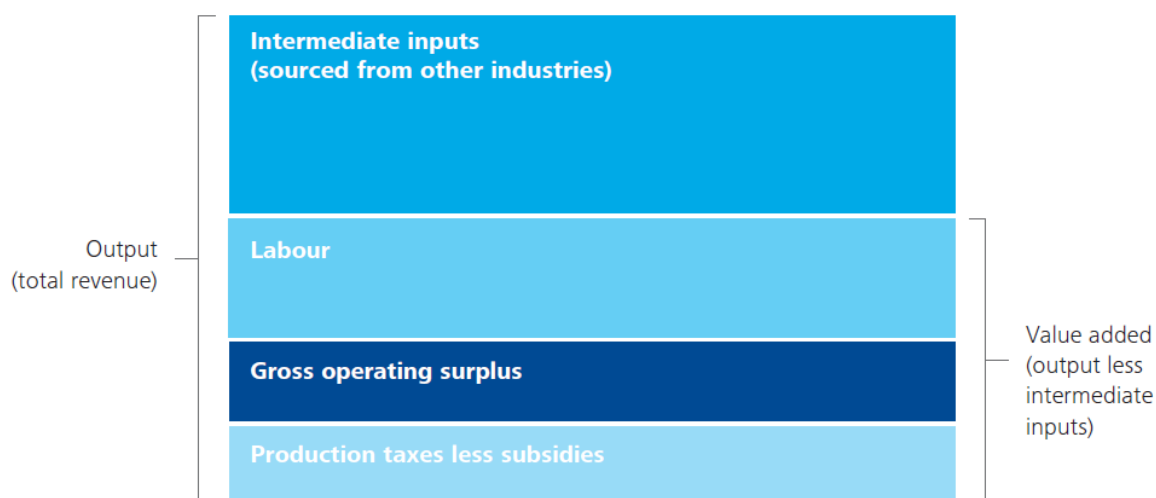 Intermediate inputs
(sourced from other industries)
Output
(total revenue)
Labour
Gross operating surplus
Production taxes less subsidies
Value added
(output less
intermediate
inputs)